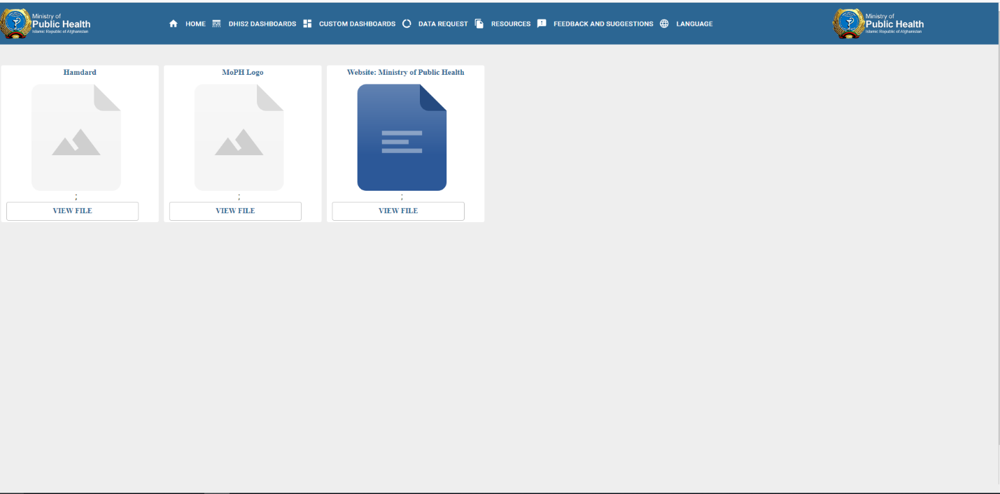 Ministry of
Public Health
Islamic Republic of Afghanistan
HOME DHIS2 DASHBOARDS CUSTOM DASHBOARDS DATA REQUEST RESOURCES FEEDBACK AND SUGGESTIONS LANGUAGE
Ministry of
Public Health
Islamic Republic of Afghanistan
Hamdard
;
VIEW FILE
MoPH Logo
;
VIEW FILE
Website: Ministry of Public Health
;
VIEW FILE